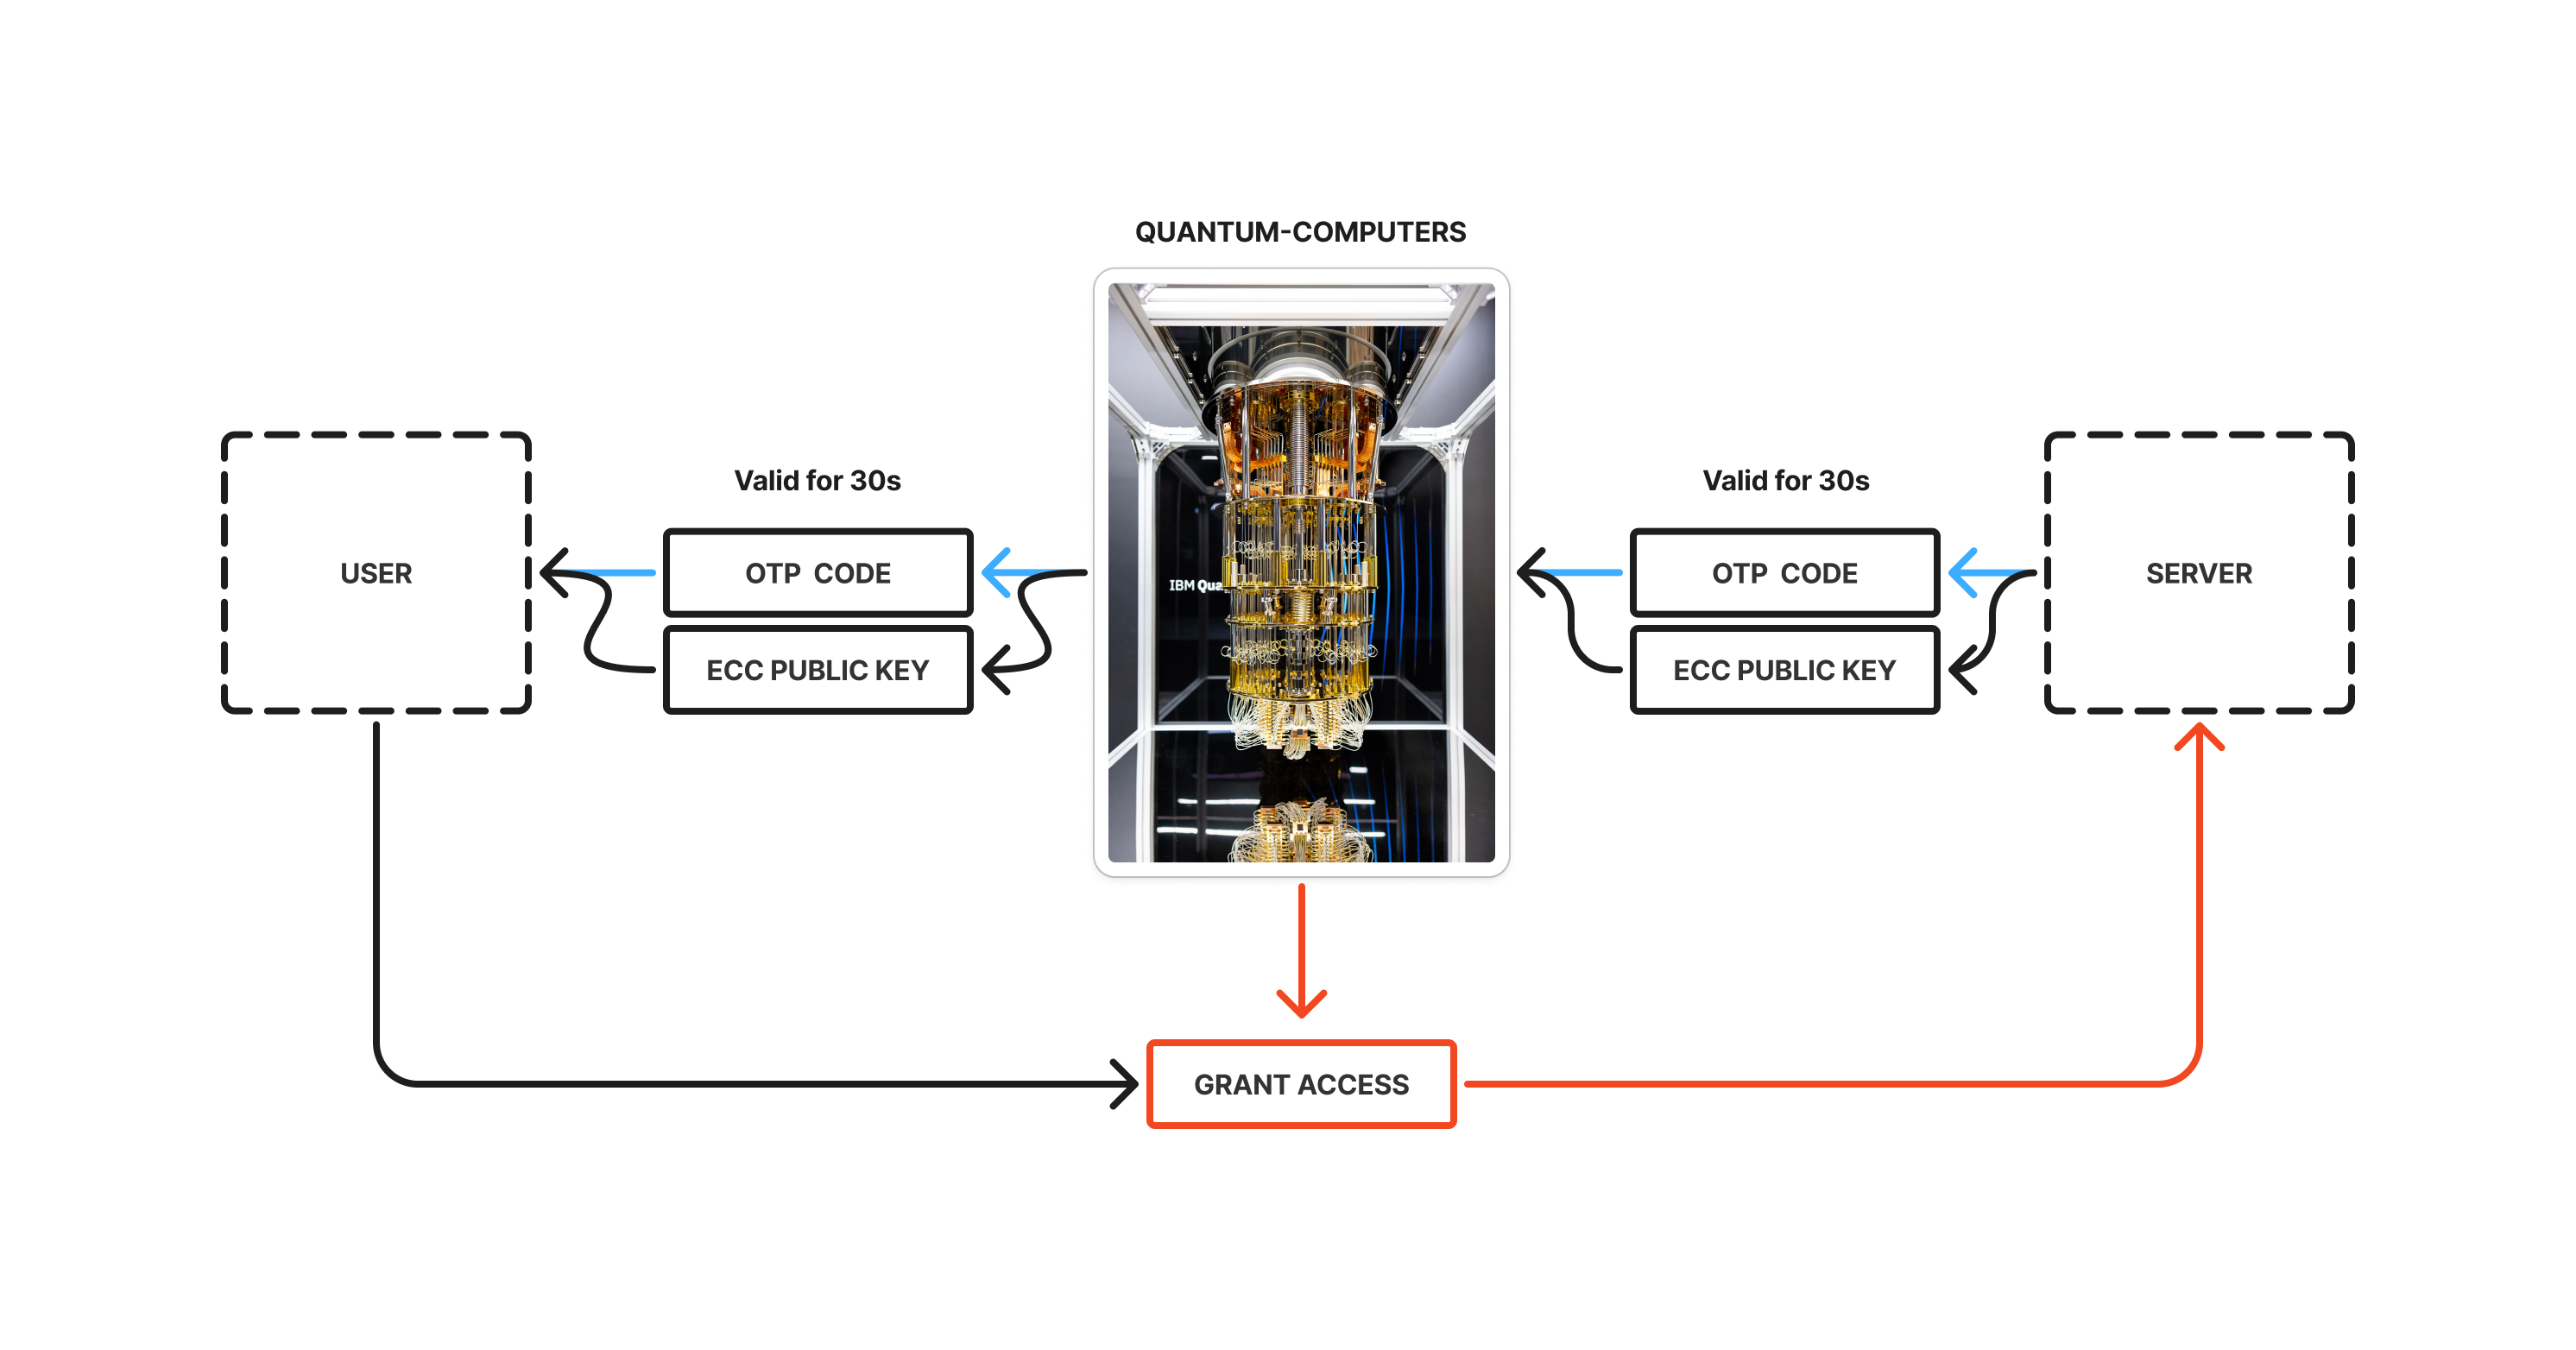 QUANTUM-COMPUTERS
Valid for 30s
Valid for 30s
USER
OTP CODE
IBM Qua
OTP CODE
SERVER
ECC PUBLIC KEY
ECC PUBLIC KEY
GRANT ACCESS